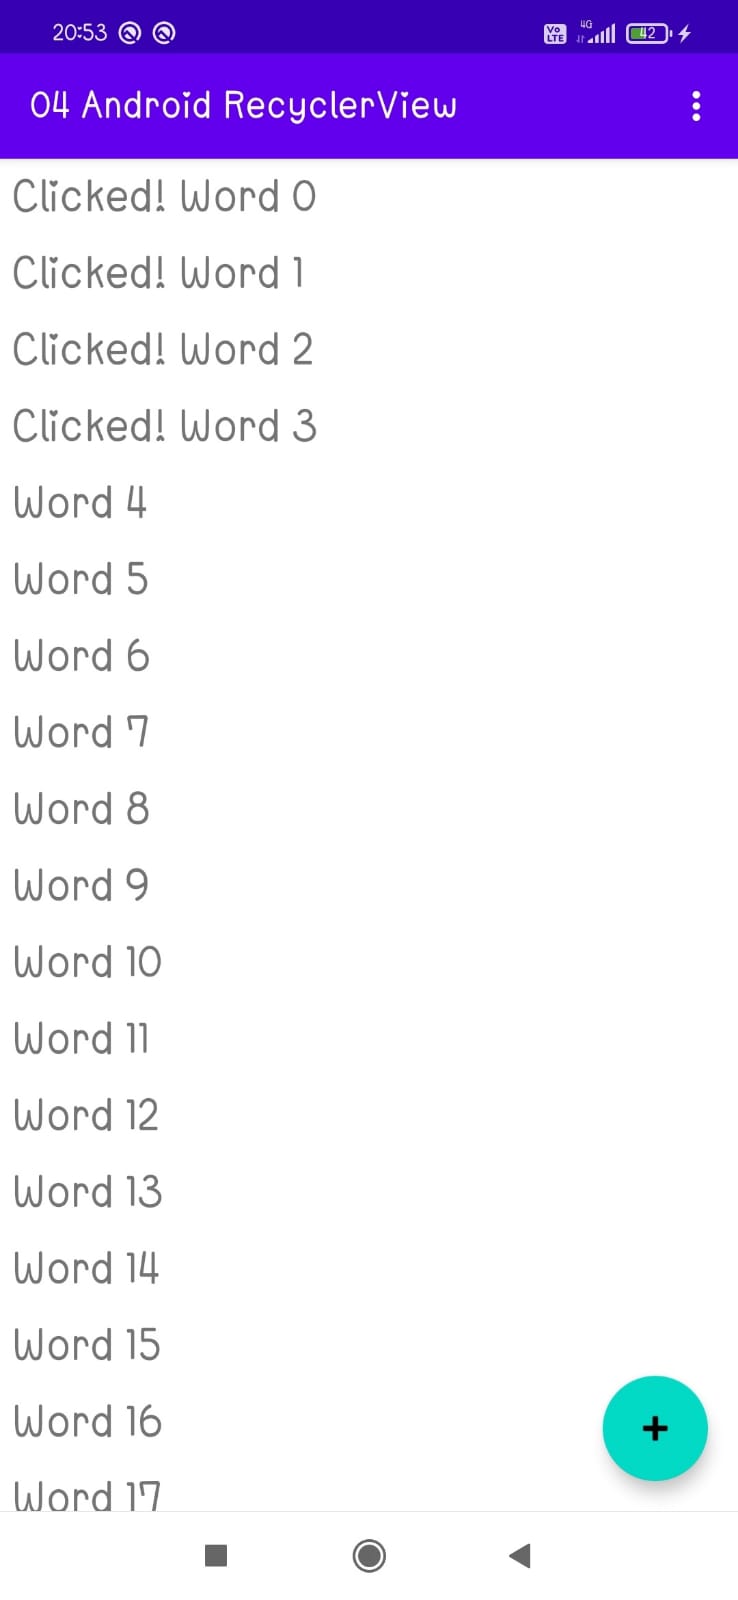 20:53 Vo LTE 4G 42
04 Android RecyclerView
Clicked! Word 0
Clicked! Word 1
Clicked! Word 2
Clicked! Word 3
Word 4
Word 5
Word 6
Word 7
Word 8
Word 9
Word 10
Word 11
Word 12
Word 13
Word 14
Word 15
Word 16
Word 17